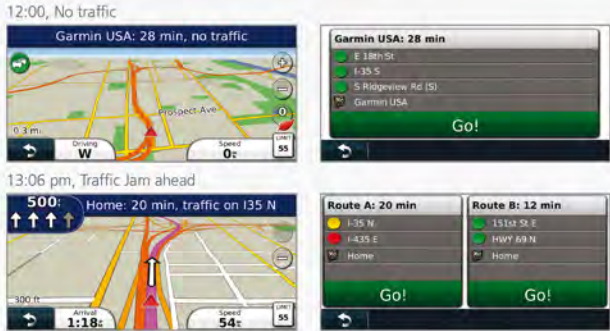 12:00, No traffic
Garmin USA: 28 min, no traffic
Prospect Ave
0.3 mi
Driving
W
Speed
0
LIMIT
55
Garmin USA: 28 min
E 18th St
I-35 S
S Ridgeview Rd (S)
Garmin USA
Go!
13:06 pm, Traffic Jam ahead
500
Home: 20 min, traffic on I35 N
300 ft
Arrival
1:18
Speed
54
LIMIT
55
Route A: 20 min
I-35 N
I-435 E
Home
Go!
Route B: 12 min
151st St E
HWY 69 N
Home
Go!